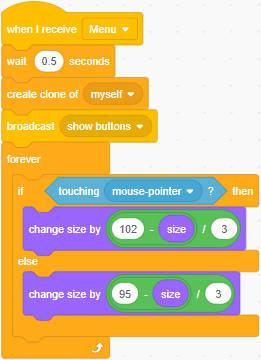 when I receive Menu
wait 0.5 seconds
create clone of myself
broadcast show buttons
forever
if touching mouse-pointer ? then
change size by 102 - size / 3
else
change size by 95 - size / 3